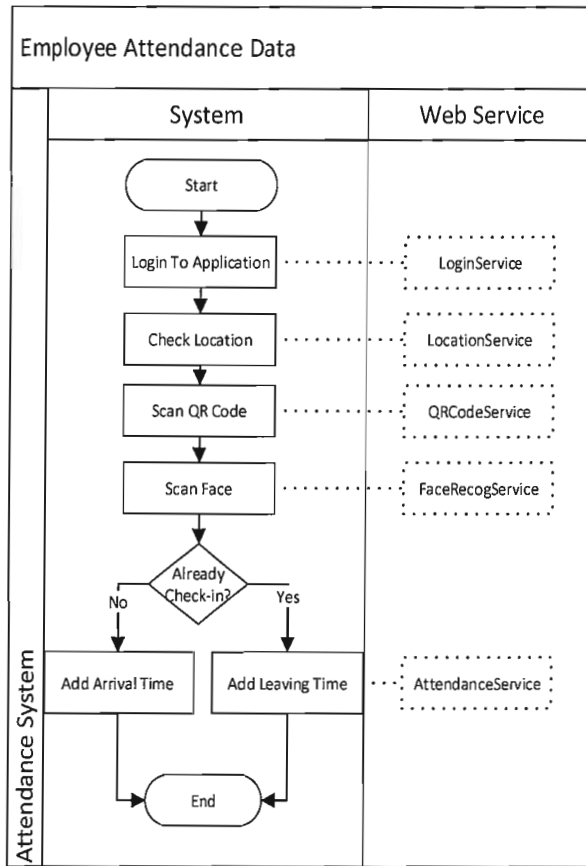 Employee Attendance Data
System
Web Service
Start
Login To Application
LoginService
Check Location
LocationService
Scan QR Code
QRCodeService
Scan Face
FaceRecogService
Already
Check-in?
No
Yes
Add Arrival Time
Add Leaving Time
AttendanceService
End
Attendance System